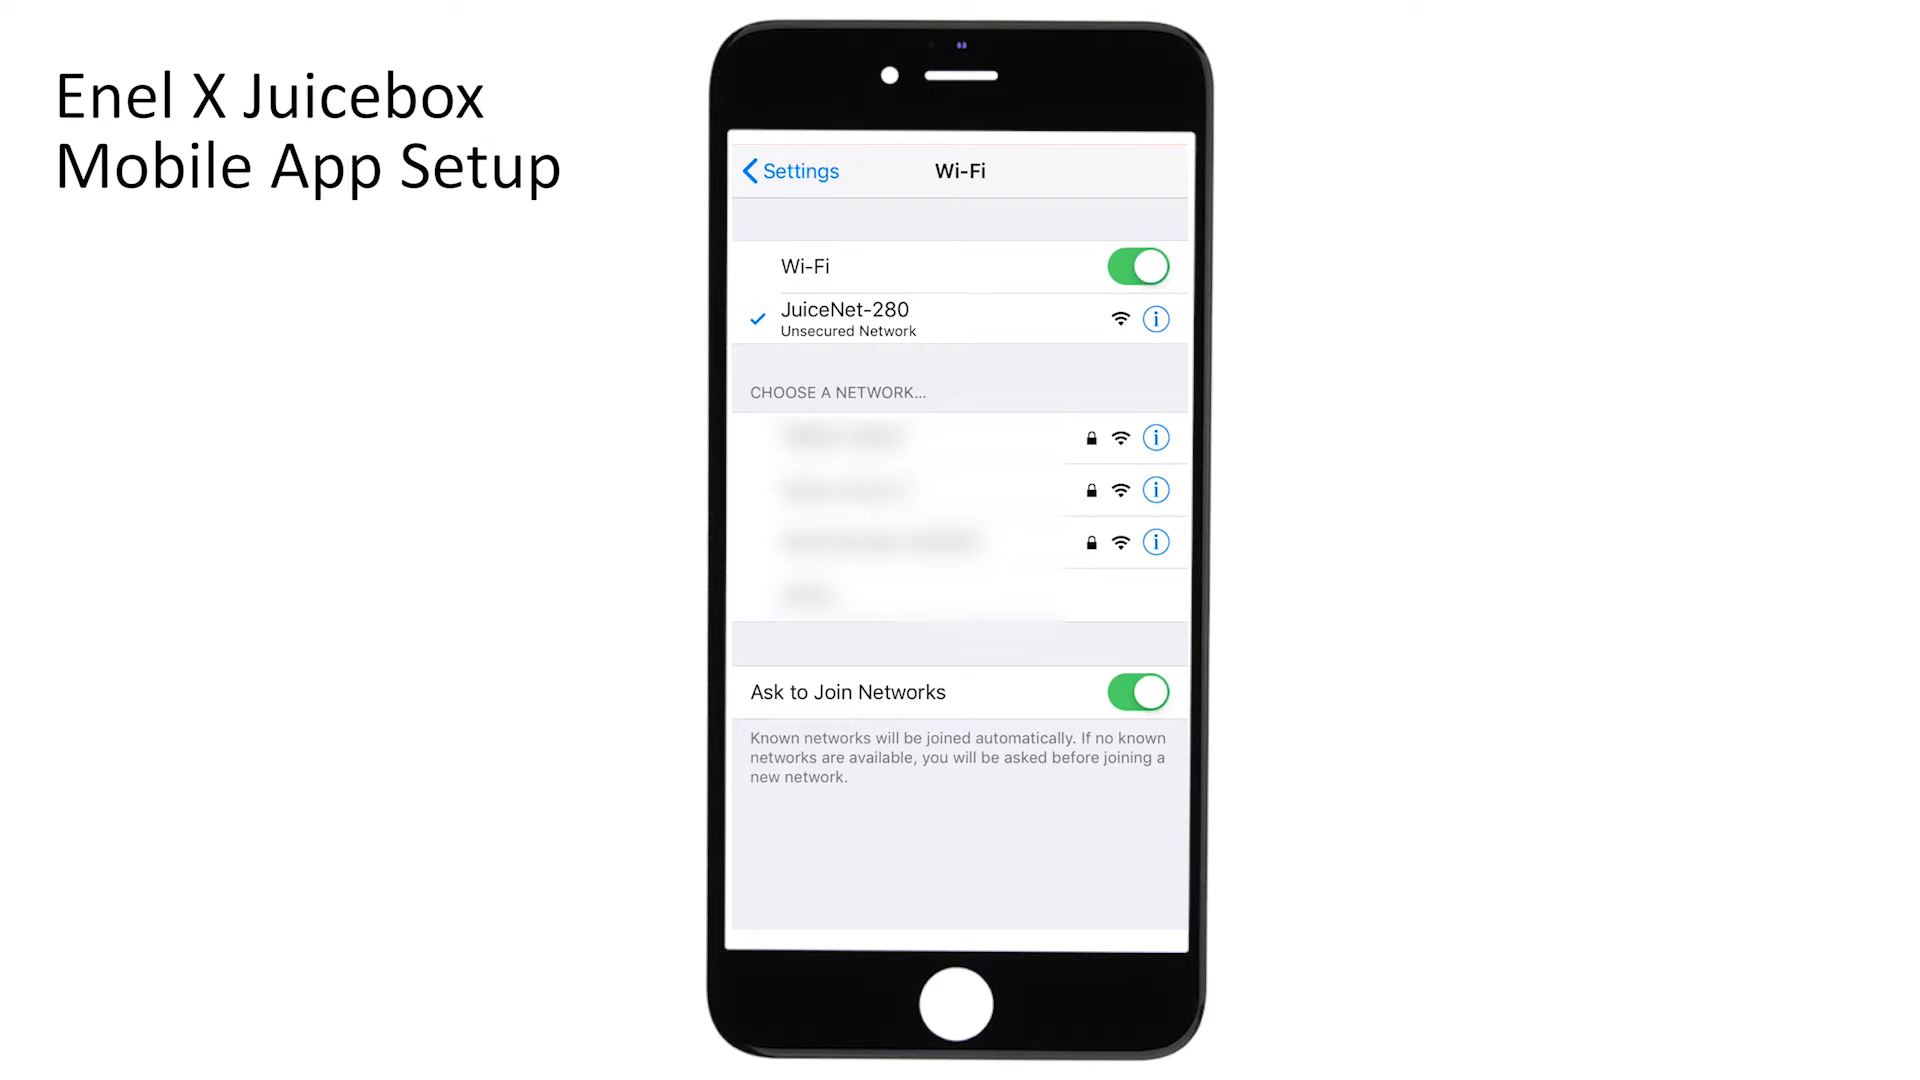 Enel X Juicebox
Mobile App Setup
Settings
Wi-Fi
Wi-Fi
JuiceNet-280
Unsecured Network
CHOOSE A NETWORK...
Ask to Join Networks
Known networks will be joined automatically. If no known
networks are available, you will be asked before joining a
new network.